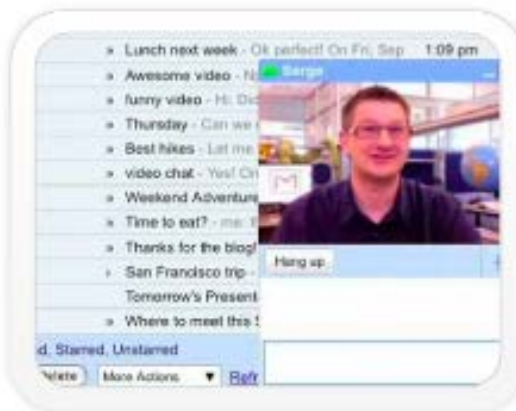 » Lunch next week - Ok perfect! On Fri, Sep 1:09 pm
» Awesome video - N
Serge
» funny video - Hi: Did
» Thursday - Can we
» Best hikes - Let me
» video chat - Yes! On
» Weekend Adventure
» Time to eat? - me:
» Thanks for the blog!
› San Francisco trip -
Tomorrow's Present
» Where to meet this S
Hang up
d, Starred, Unstarred
Delete More Actions ▼ Refr